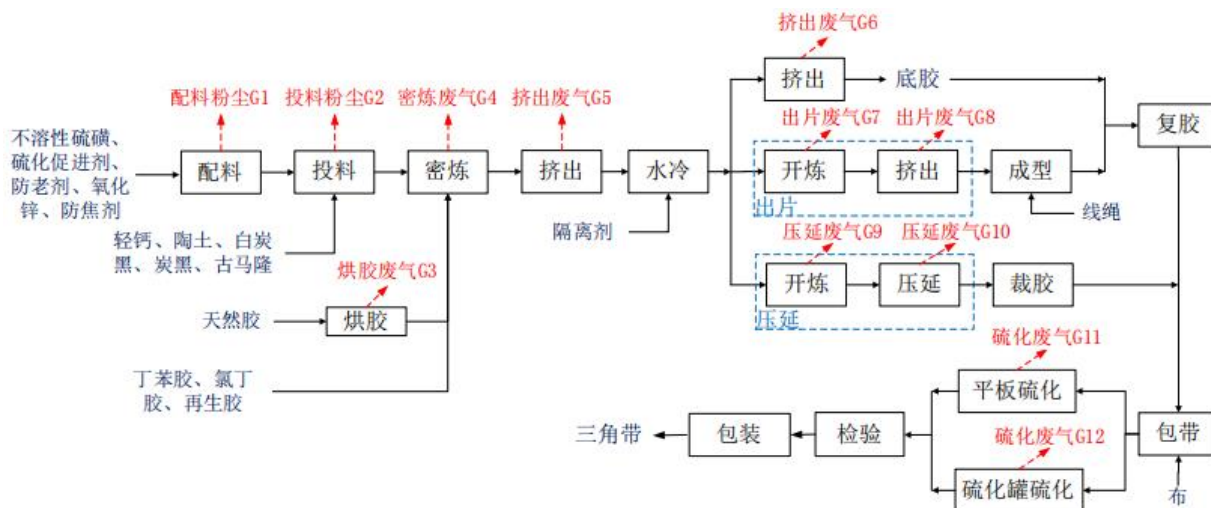 挤出废气G6
挤出
底胶
配料粉尘G1
投料粉尘G2
密炼废气G4
挤出废气G5
出片废气G7
出片废气G8
复胶
不溶性硫磺、
硫化促进剂、
防老剂、氧化
锌、防焦剂
配料
投料
密炼
挤出
水冷
开炼
挤出
成型
出片
隔离剂
线绳
轻钙、陶土、白炭
黑、炭黑、古马隆
压延废气G9
压延废气G10
烘胶废气G3
开炼
压延
裁胶
天然胶
烘胶
压延
硫化废气G11
丁苯胶、氯丁
胶、再生胶
平板硫化
三角带
包装
检验
硫化废气G12
包带
硫化罐硫化
布